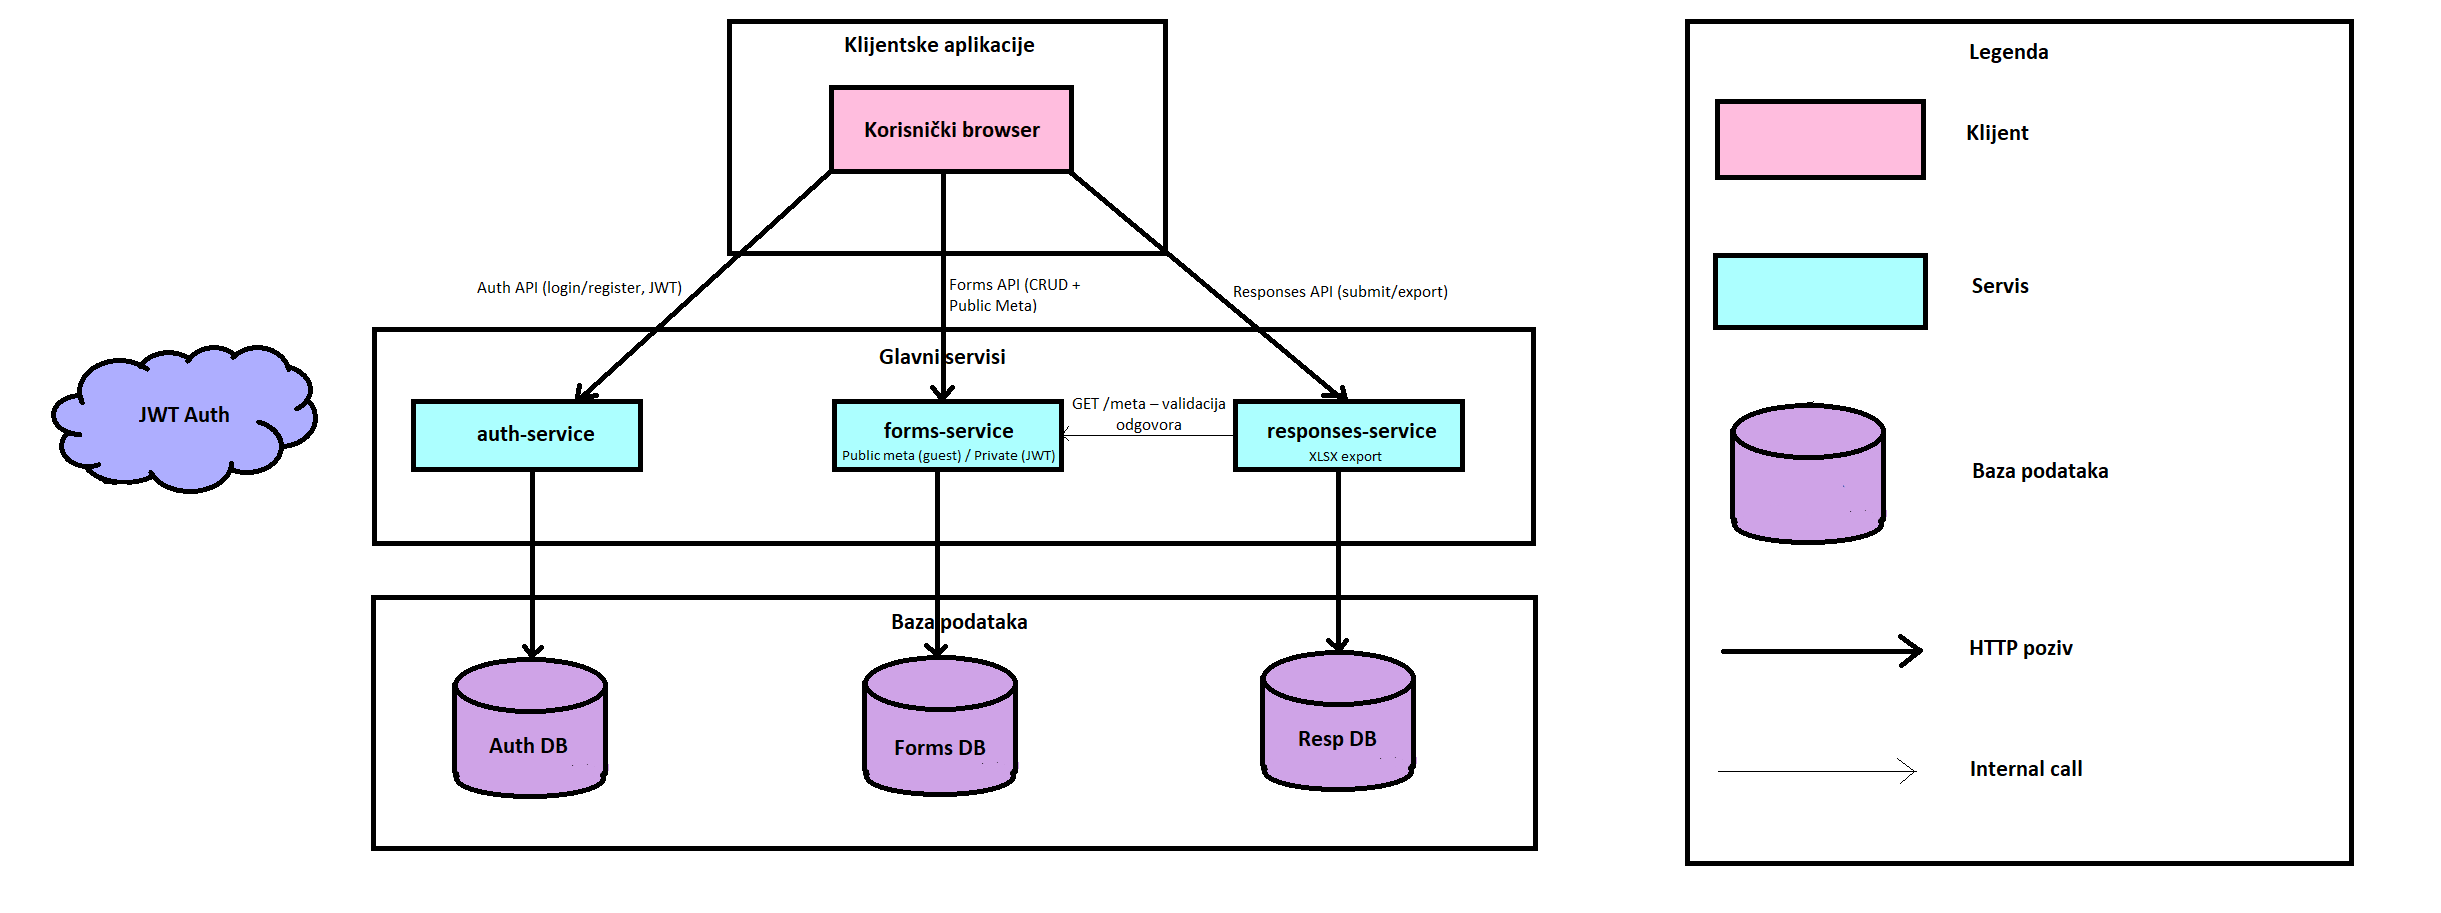 Klijentske aplikacije
Korisnički browser
Auth API (login/register, JWT)
Forms API (CRUD +
Public Meta)
Responses API (submit/export)
Glavni servisi
JWT Auth
auth-service
forms-service
Public meta (guest) / Private (JWT)
GET /meta – validacija
odgovora
responses-service
XLSX export
Baza podataka
Auth DB
Forms DB
Resp DB
Legenda
Klijent
Servis
Baza podataka
HTTP poziv
Internal call